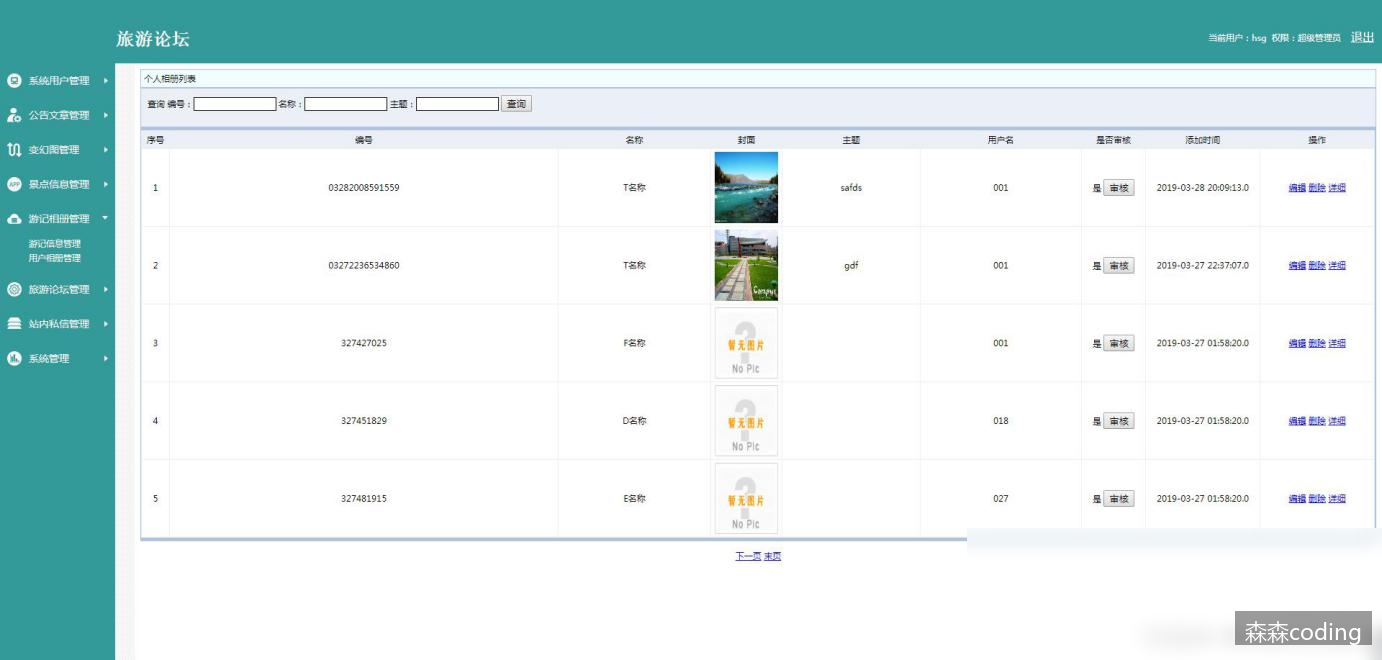 旅游论坛
当前用户：hsg 权限：超级管理员 退出
系统用户管理
公告文章管理
变幻图管理
景点信息管理
游记相册管理
游记信息管理
用户相册管理
旅游论坛管理
站内私信管理
系统管理
个人相册列表
查询 编号： 名称： 主题： 查询
序号 编号 名称 封面 主题 用户名 是否审核 添加时间 操作
1 03282008591559 T名称 safds 001 是 审核 2019-03-28 20:09:13.0 编辑 删除 详细
2 03272236534860 T名称 Campus gdf 001 是 审核 2019-03-27 22:37:07.0 编辑 删除 详细
3 327427025 F名称 暂无图片 No Pic 001 是 审核 2019-03-27 01:58:20.0 编辑 删除 详细
4 327451829 D名称 暂无图片 No Pic 018 是 审核 2019-03-27 01:58:20.0 编辑 删除 详细
5 327481915 E名称 暂无图片 No Pic 027 是 审核 2019-03-27 01:58:20.0 编辑 删除 详细
下一页 末页
森森coding